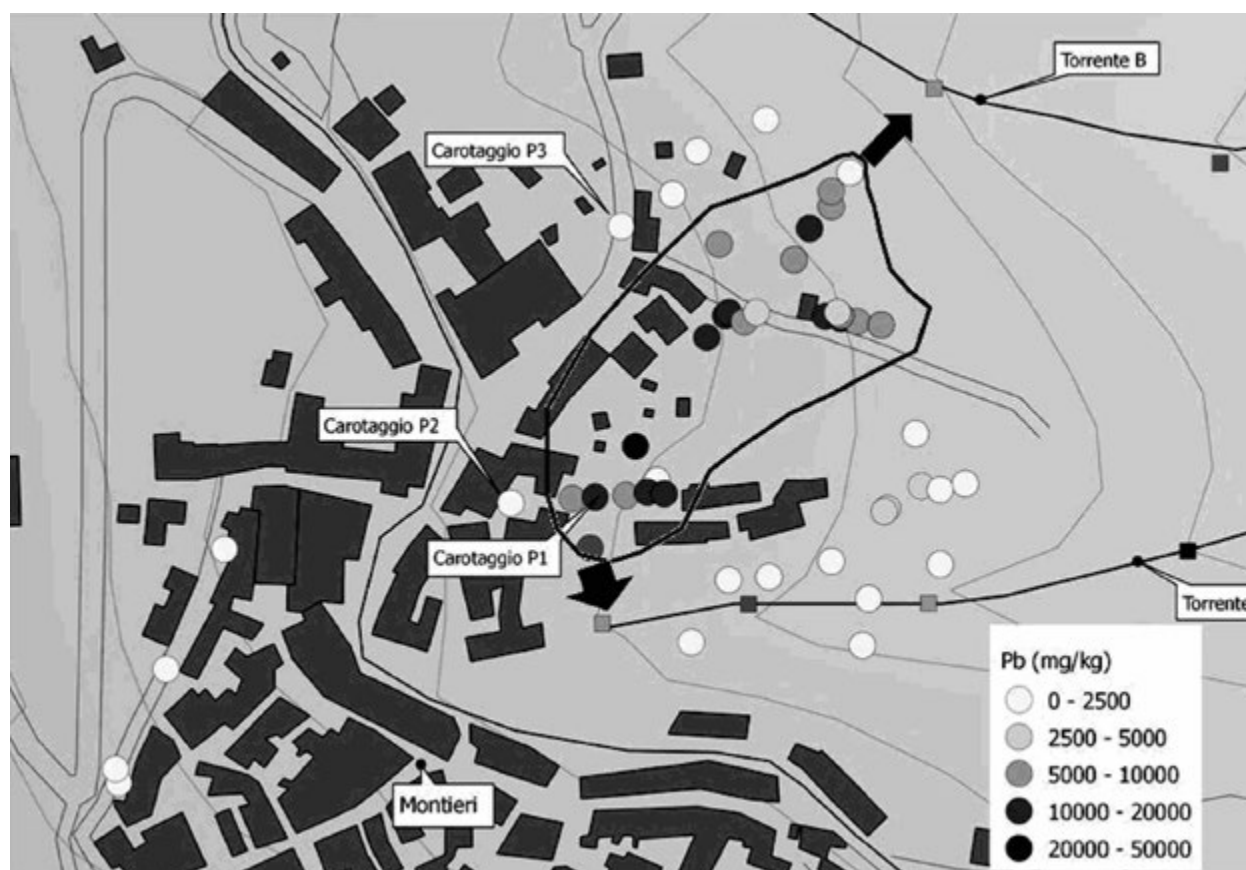 Torrente B
Carotaggio P3
Carotaggio P2
Carotaggio P1
Torrente
Montieri
Pb (mg/kg)
0 - 2500
2500 - 5000
5000 - 10000
10000 - 20000
20000 - 50000